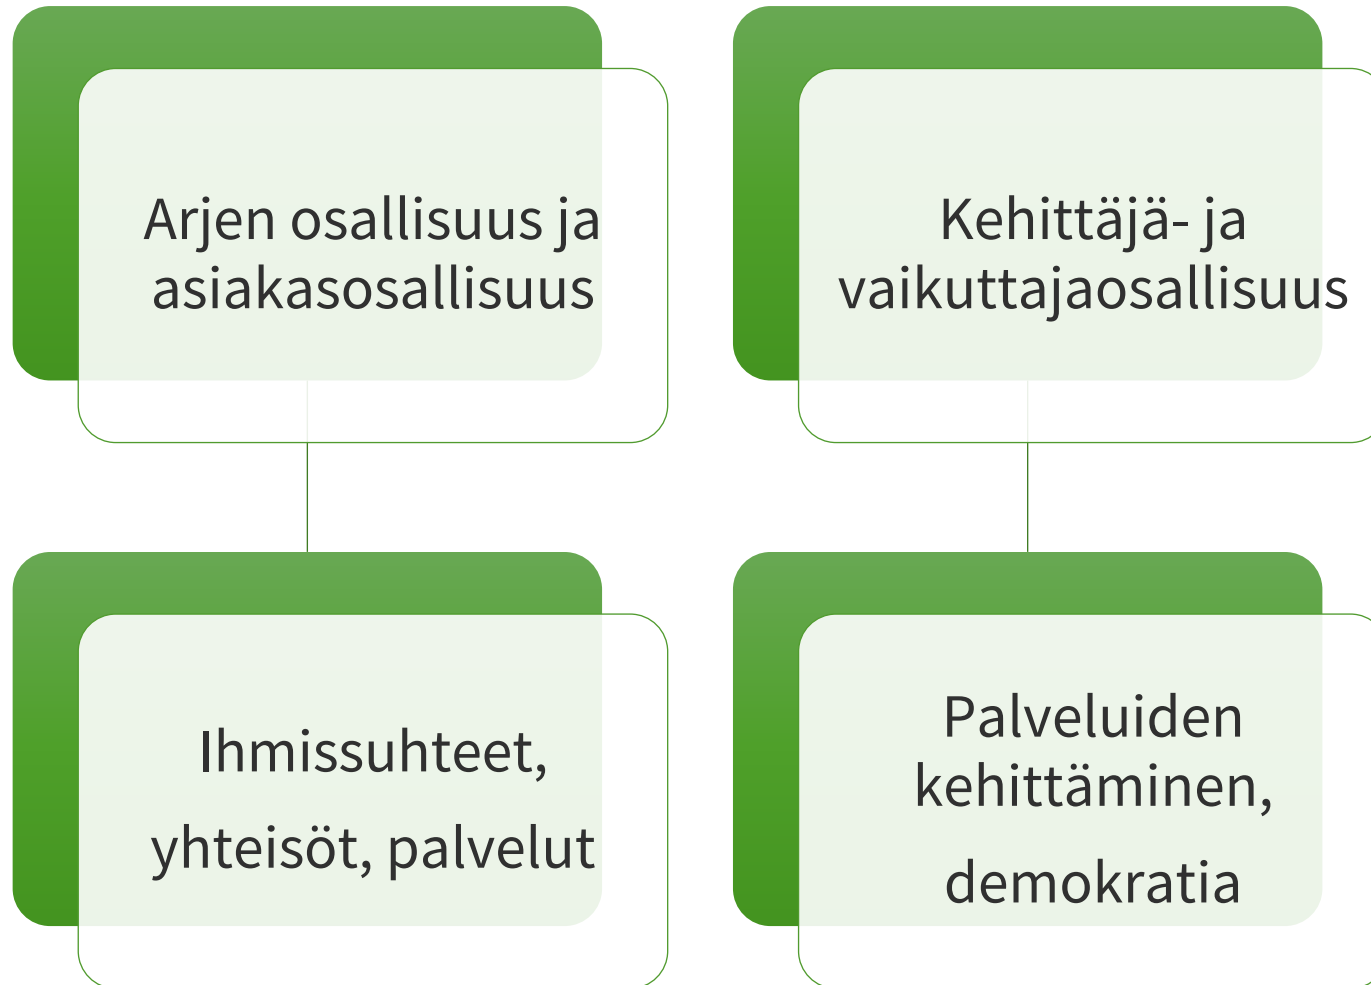 Arjen osallisuus ja
asiakasosallisuus
Kehittäjä- ja
vaikuttajaosallisuus
Ihmissuhteet,
yhteisöt, palvelut
Palveluiden
kehittäminen,
demokratia